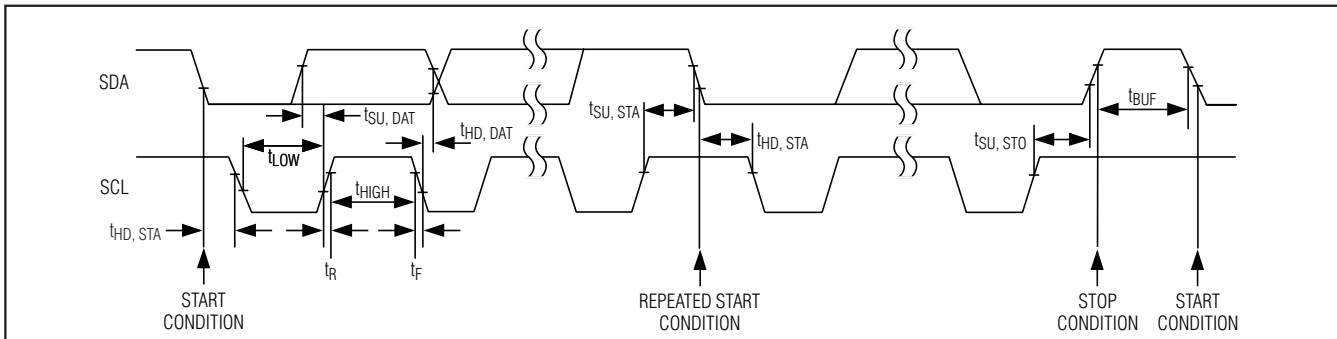 SDA
tSU, DAT
tHD, DAT
tSU, STA
tHD, STA
tBUF
tSU, STO
tLOW
SCL
tHIGH
tHD, STA
tR
tF
START
CONDITION
REPEATED START
CONDITION
STOP
CONDITION
START
CONDITION